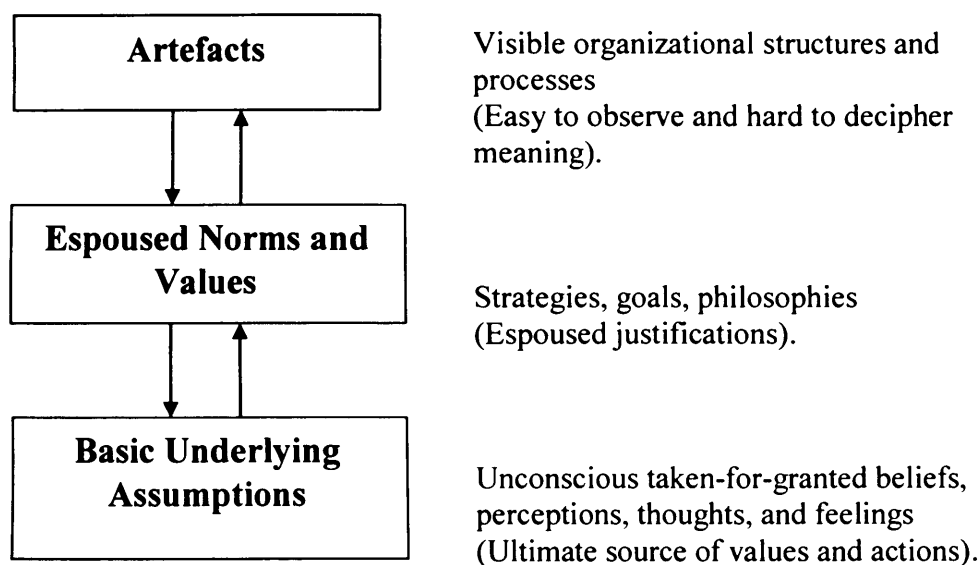 Artefacts
Visible organizational structures and
processes
(Easy to observe and hard to decipher
meaning).
Espoused Norms and
Values
Strategies, goals, philosophies
(Espoused justifications).
Basic Underlying
Assumptions
Unconscious taken-for-granted beliefs,
perceptions, thoughts, and feelings
(Ultimate source of values and actions).